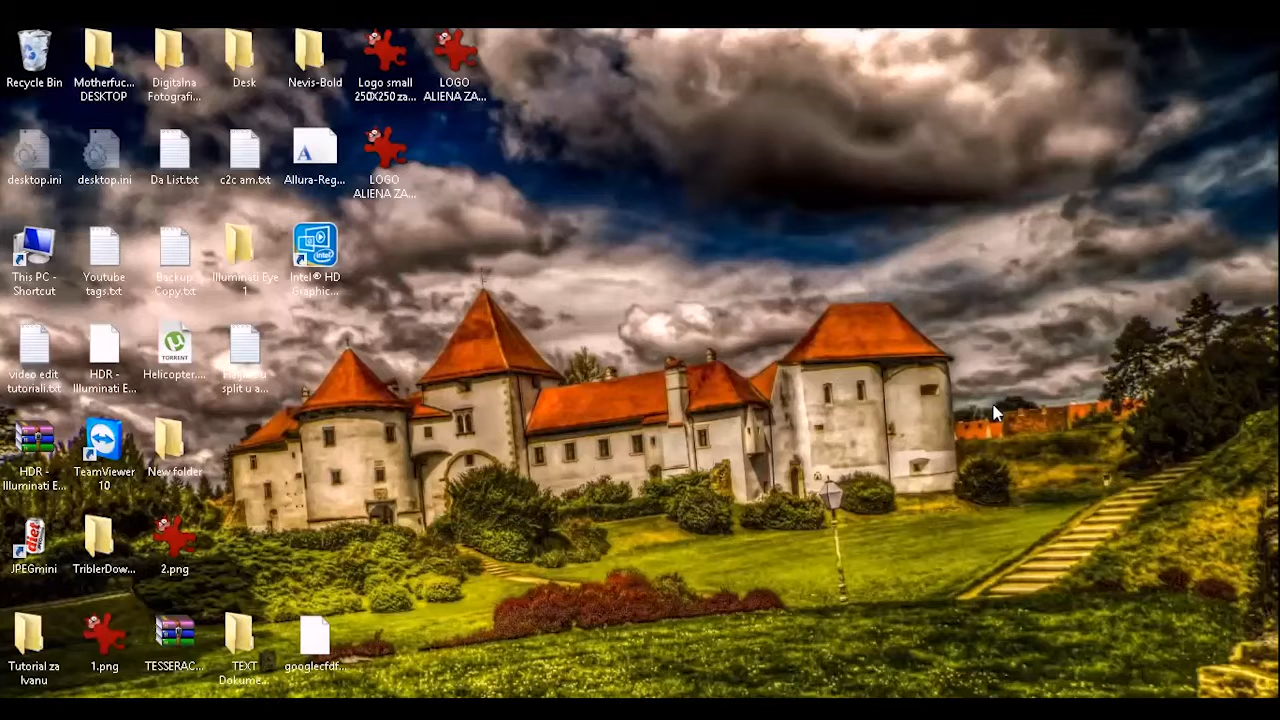 Recycle Bin
Motherfuc...
DESKTOP
Digitalna
Fotografi...
Desk
Nevis-Bold
Logo small
250X250 za...
LOGO
ALIENA ZA...
desktop.ini
desktop.ini
Da List.txt
c2c am.txt
Allura-Reg...
LOGO
ALIENA ZA...
This PC -
Shortcut
Youtube
tags.txt
Backup
Copy.txt
Illuminati Eye
1
Intel® HD
Graphic...
video edit
tutoriali.txt
HDR -
Illuminati E...
Helicopter....
split u a...
HDR -
Illuminati E...
TeamViewer
10
New folder
JPEGmini
TriblerDow...
2.png
Tutorial za
Ivanu
1.png
TESSERAC...
TEXT
Dokume...
googlecfdf...